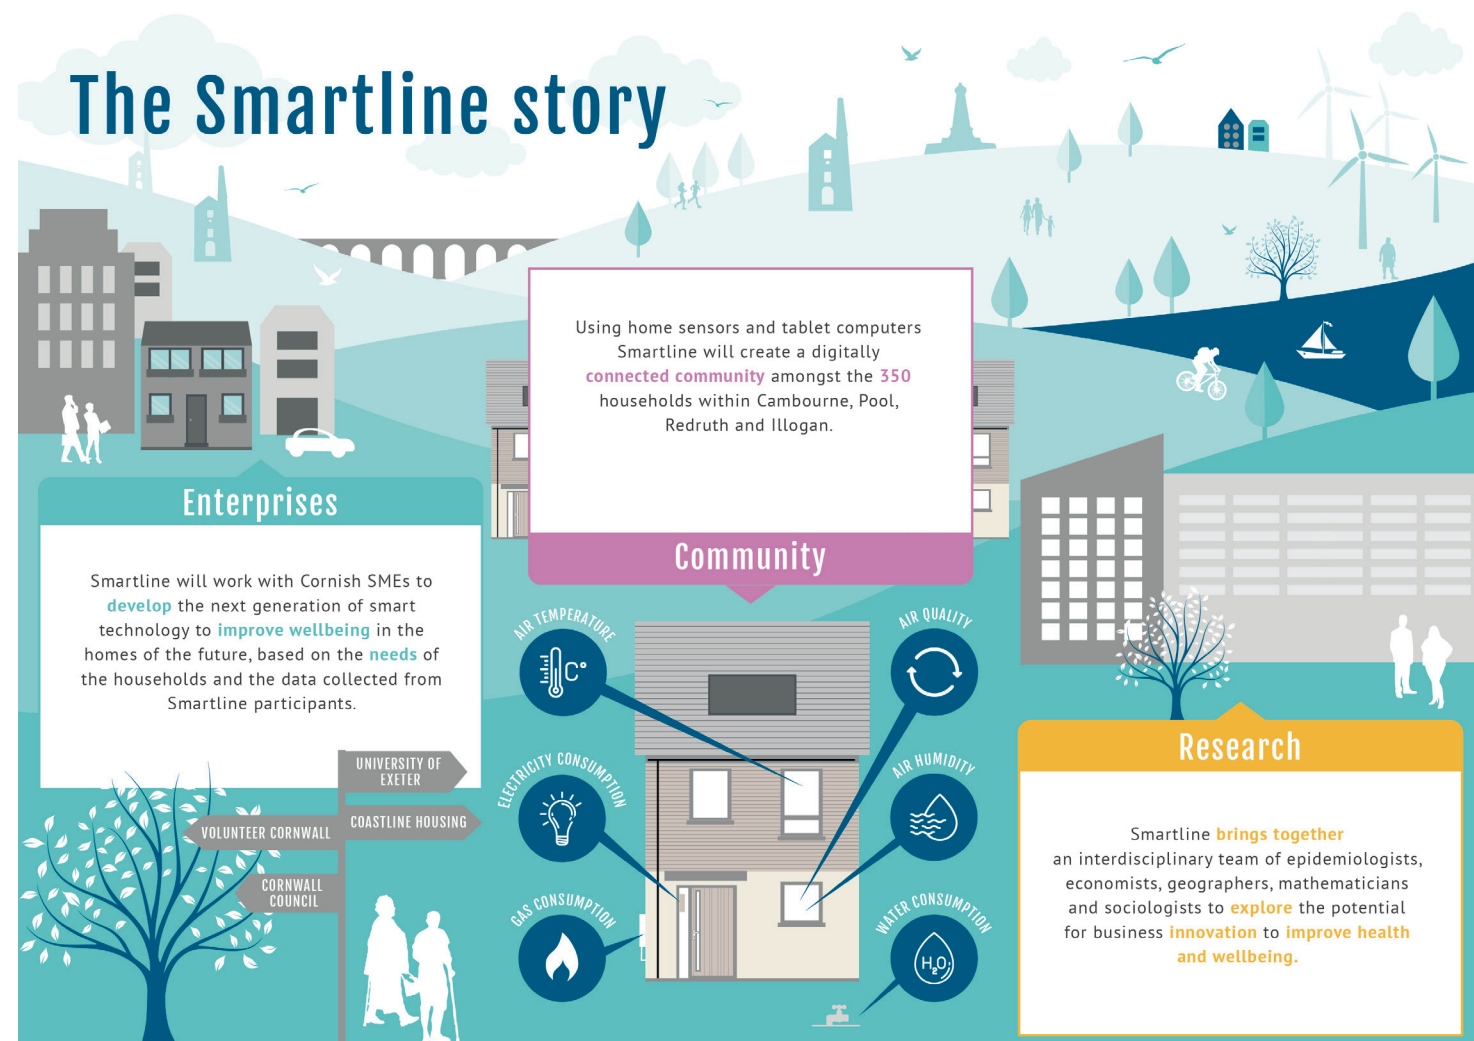 The Smartline story
Using home sensors and tablet computers
Smartline will create a digitally
connected community amongst the 350
households within Cambourne, Pool,
Redruth and Illogan.
Community
Enterprises
Smartline will work with Cornish SMEs to
develop the next generation of smart
technology to improve wellbeing in the
homes of the future, based on the needs of
the households and the data collected from
Smartline participants.
UNIVERSITY OF
EXETER
COASTLINE HOUSING
VOLUNTEER CORNWALL
CORNWALL
COUNCIL
AIR TEMPERATURE
C°
ELECTRICITY CONSUMPTION
GAS CONSUMPTION
AIR QUALITY
AIR HUMIDITY
WATER CONSUMPTION
H₂O
Research
Smartline brings together
an interdisciplinary team of epidemiologists,
economists, geographers, mathematicians
and sociologists to explore the potential
for business innovation to improve health
and wellbeing.